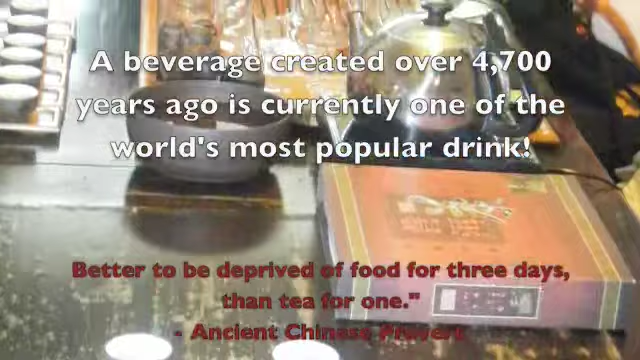 A beverage created over 4,700
years ago is currently one of the
world's most popular drink!
Better to be deprived of food for three days,
than tea for one."
- Ancient Chinese Proverb